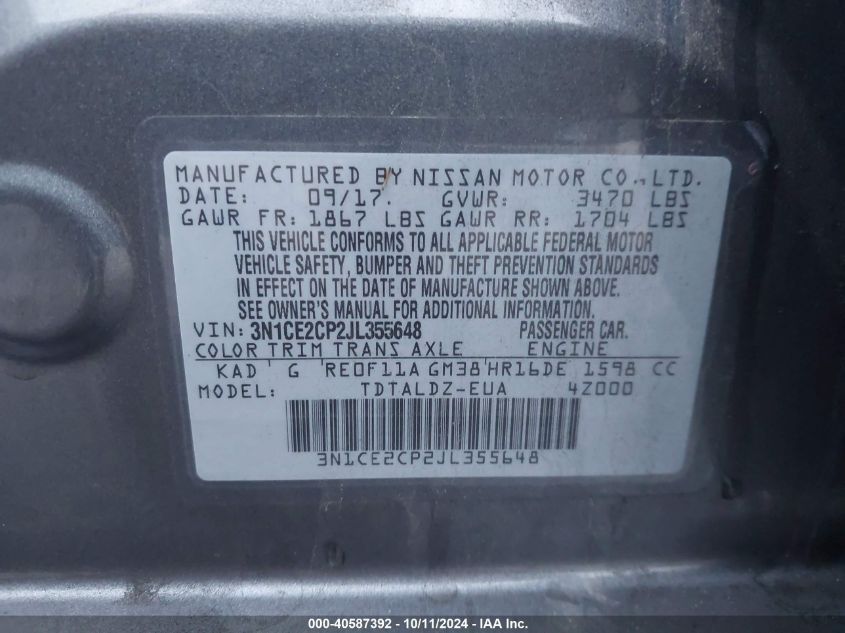 MANUFACTURED BY NISSAN MOTOR CO., LTD.
DATE: 09/17. GVWR: 3470 LBS
GAWR FR: 1867 LBS GAWR RR: 1704 LBS
THIS VEHICLE CONFORMS TO ALL APPLICABLE FEDERAL MOTOR
VEHICLE SAFETY, BUMPER AND THEFT PREVENTION STANDARDS
IN EFFECT ON THE DATE OF MANUFACTURE SHOWN ABOVE.
SEE OWNER'S MANUAL FOR ADDITIONAL INFORMATION.
VIN: 3N1CE2CP2JL355648 PASSENGER CAR.
COLOR TRIM TRANS AXLE ENGINE
KAD G RE0F11A GM38 HR16DE 1598 CC
MODEL: TDTALDZ-EUA 4Z000
3N1CE2CP2JL355648
000-40587392 - 10/11/2024 - IAA Inc.